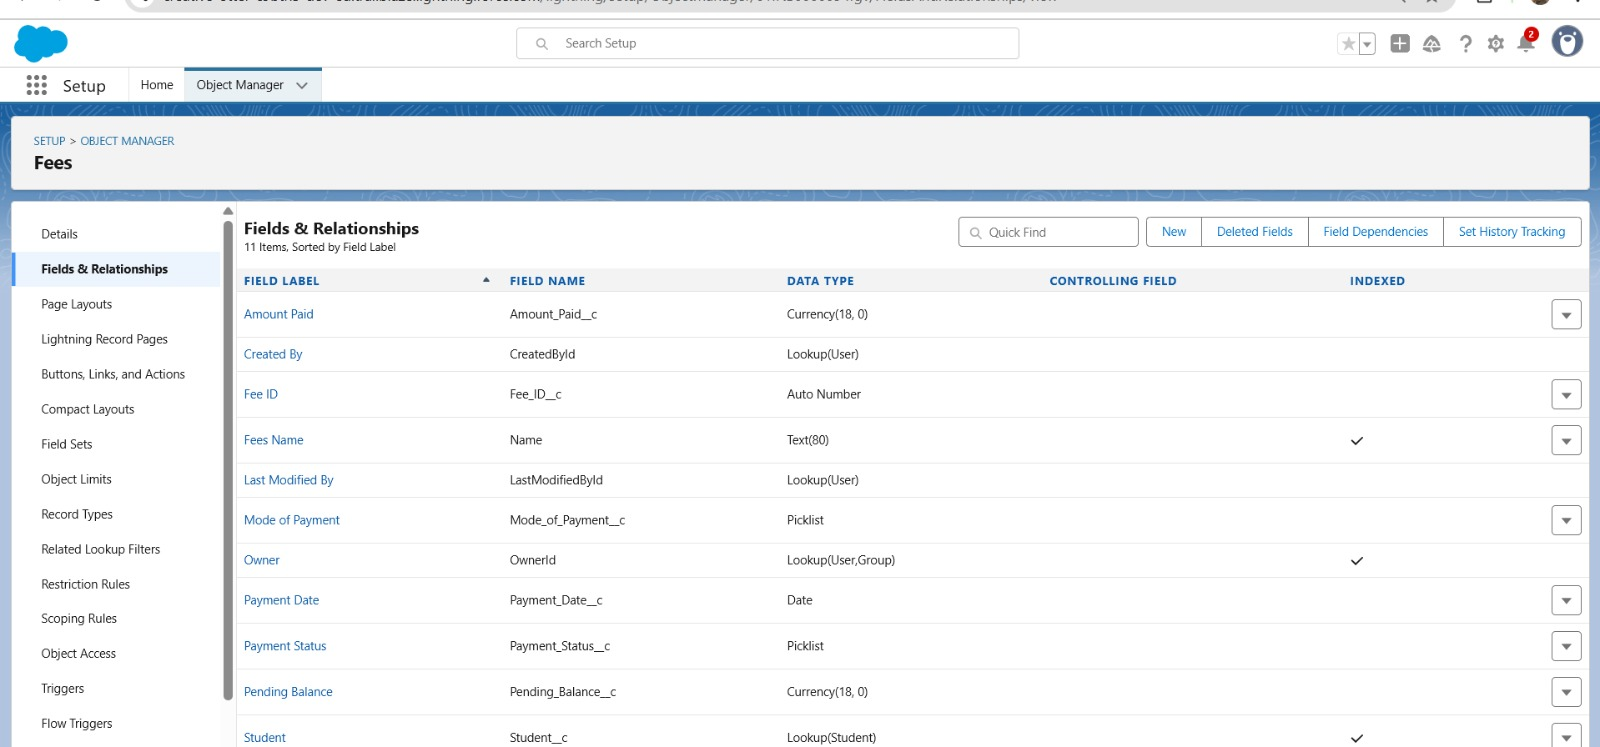 Search Setup
2
Setup
Home
Object Manager
SETUP > OBJECT MANAGER
Fees
Details
Fields & Relationships
Page Layouts
Lightning Record Pages
Buttons, Links, and Actions
Compact Layouts
Field Sets
Object Limits
Record Types
Related Lookup Filters
Restriction Rules
Scoping Rules
Object Access
Triggers
Flow Triggers
Fields & Relationships
11 Items, Sorted by Field Label
Quick Find
New
Deleted Fields
Field Dependencies
Set History Tracking
FIELD LABEL FIELD NAME DATA TYPE CONTROLLING FIELD INDEXED
Amount Paid Amount_Paid__c Currency(18, 0)
Created By CreatedById Lookup(User)
Fee ID Fee_ID__c Auto Number
Fees Name Name Text(80)
Last Modified By LastModifiedById Lookup(User)
Mode of Payment Mode_of_Payment__c Picklist
Owner OwnerId Lookup(User,Group)
Payment Date Payment_Date__c Date
Payment Status Payment_Status__c Picklist
Pending Balance Pending_Balance__c Currency(18, 0)
Student Student__c Lookup(Student)